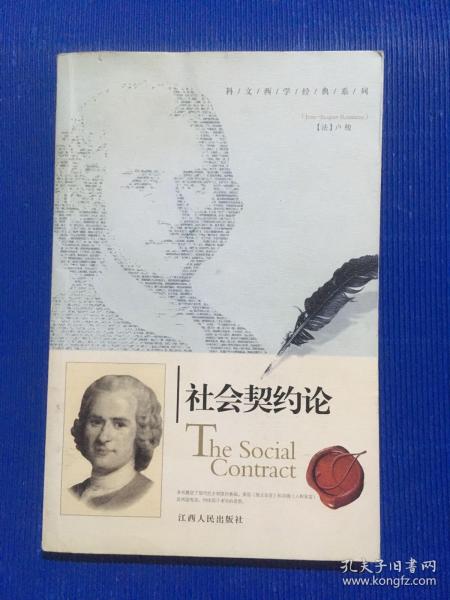 科/文/西/学/经/典/系/列
(Jean-Jacques Rousseau)
【法】卢梭
社会契约论
The Social
Contract
江西人民出版社
孔夫子旧书网
www.kongfz.com